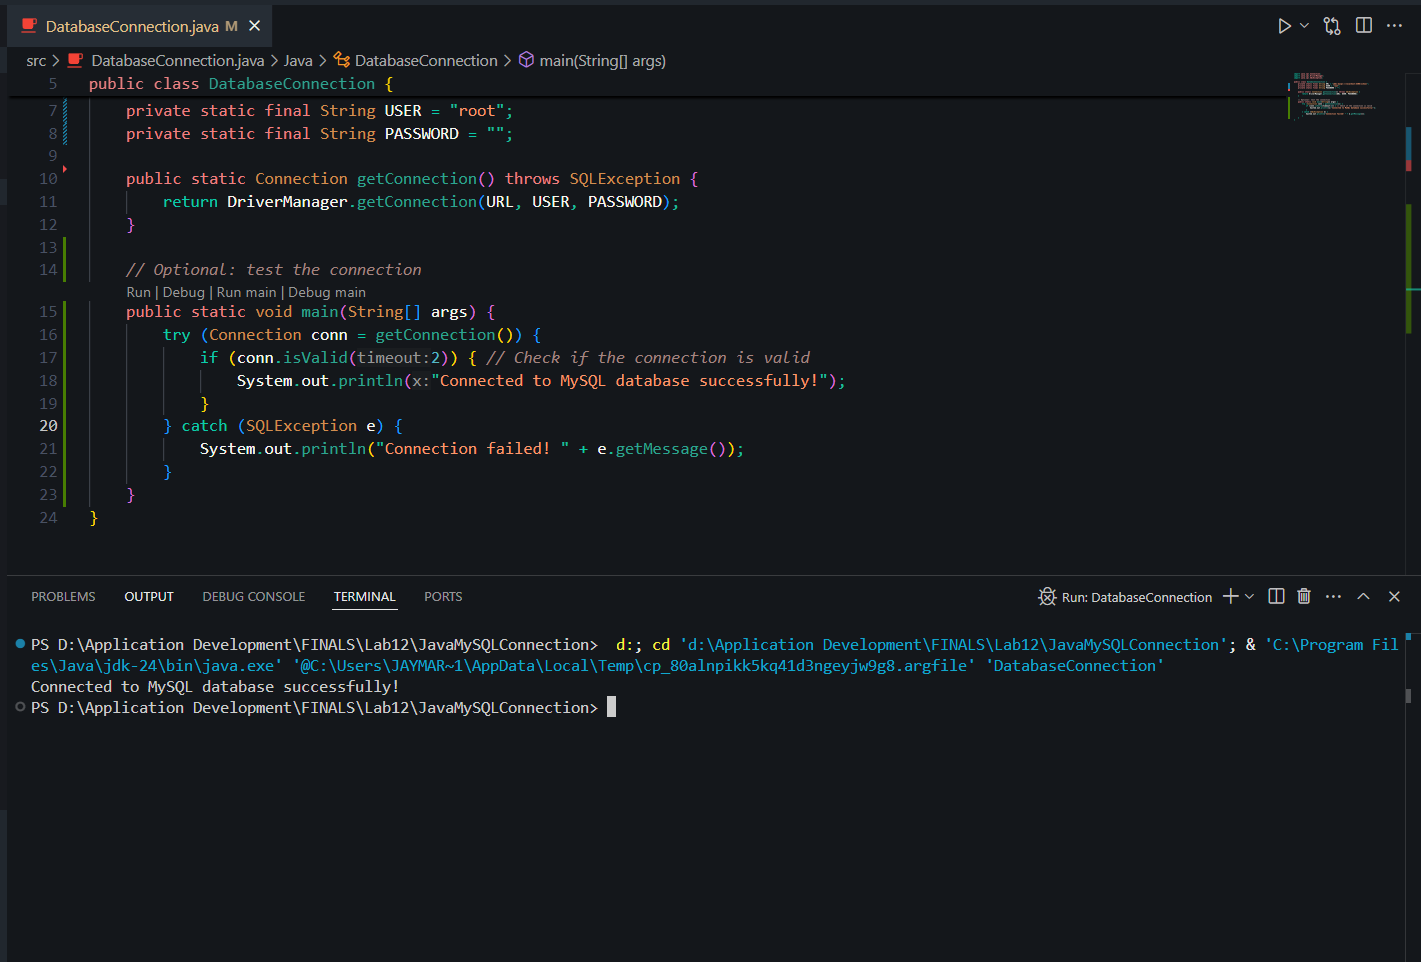 DatabaseConnection.java M
src > DatabaseConnection.java > Java > DatabaseConnection > main(String[] args)
5 public class DatabaseConnection {
7 private static final String USER = "root";
8 private static final String PASSWORD = "";
9
10 public static Connection getConnection() throws SQLException {
11 return DriverManager.getConnection(URL, USER, PASSWORD);
12 }
13
14 // Optional: test the connection
Run | Debug | Run main | Debug main
15 public static void main(String[] args) {
16 try (Connection conn = getConnection()) {
17 if (conn.isValid(timeout:2)) { // Check if the connection is valid
18 System.out.println(x:"Connected to MySQL database successfully!");
19 }
20 } catch (SQLException e) {
21 System.out.println("Connection failed! " + e.getMessage());
22 }
23 }
24 }
PROBLEMS OUTPUT DEBUG CONSOLE TERMINAL PORTS Run: DatabaseConnection
PS D:\Application Development\FINALS\Lab12\JavaMySQLConnection> d:; cd 'd:\Application Development\FINALS\Lab12\JavaMySQLConnection'; & 'C:\Program Fil
es\Java\jdk-24\bin\java.exe' '@C:\Users\JAYMAR~1\AppData\Local\Temp\cp_80alnpikk5kq41d3ngeyjw9g8.argfile' 'DatabaseConnection'
Connected to MySQL database successfully!
PS D:\Application Development\FINALS\Lab12\JavaMySQLConnection>